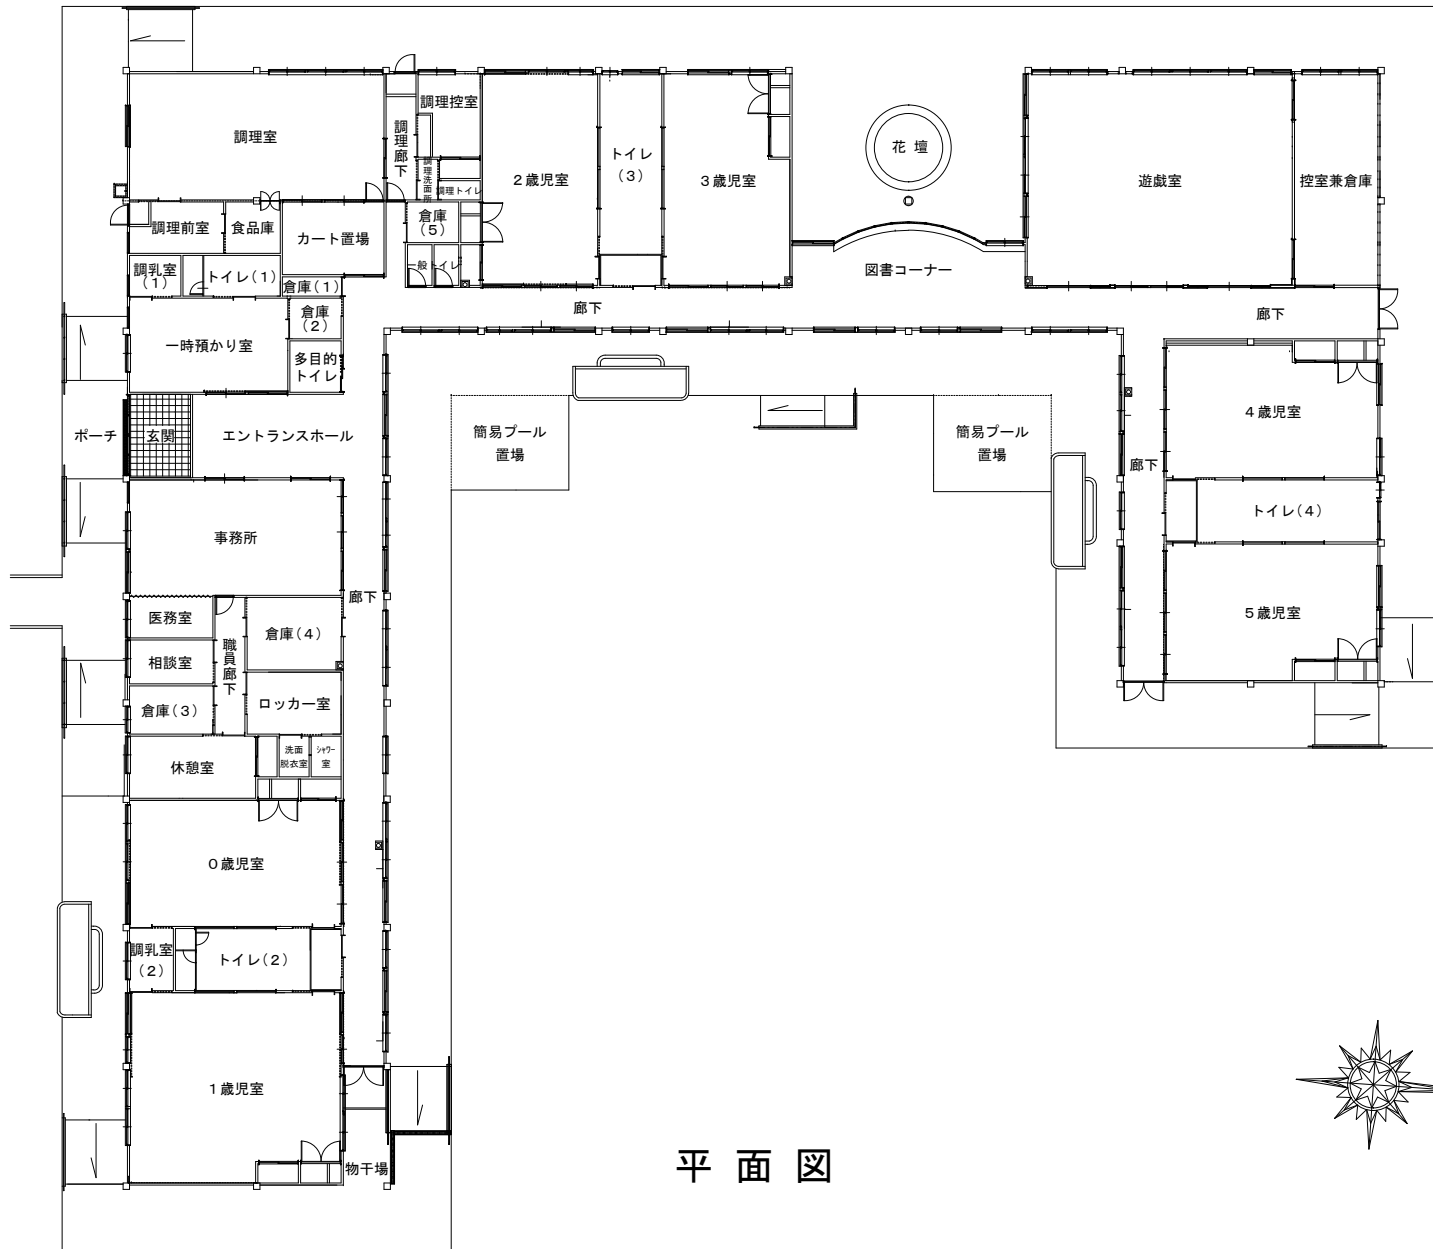 調理室
調理廊下
調理控室
調理洗面所
調理トイレ
２歳児室
トイレ
（３）
３歳児室
花 壇
遊戯室
控室兼倉庫
調理前室
食品庫
カート置場
倉庫
（５）
一般トイレ
調乳室
（１）
トイレ（１）
倉庫（１）
倉庫
（２）
図書コーナー
廊下
廊下
一時預かり室
多目的
トイレ
ポーチ
玄関
エントランスホール
簡易プール
置場
簡易プール
置場
廊下
４歳児室
トイレ（４）
事務所
廊下
５歳児室
医務室
相談室
倉庫（３）
職員廊下
倉庫（４）
ロッカー室
休憩室
洗面
脱衣室
シャワー
室
０歳児室
調乳室
（２）
トイレ（２）
１歳児室
物干場
平 面 図